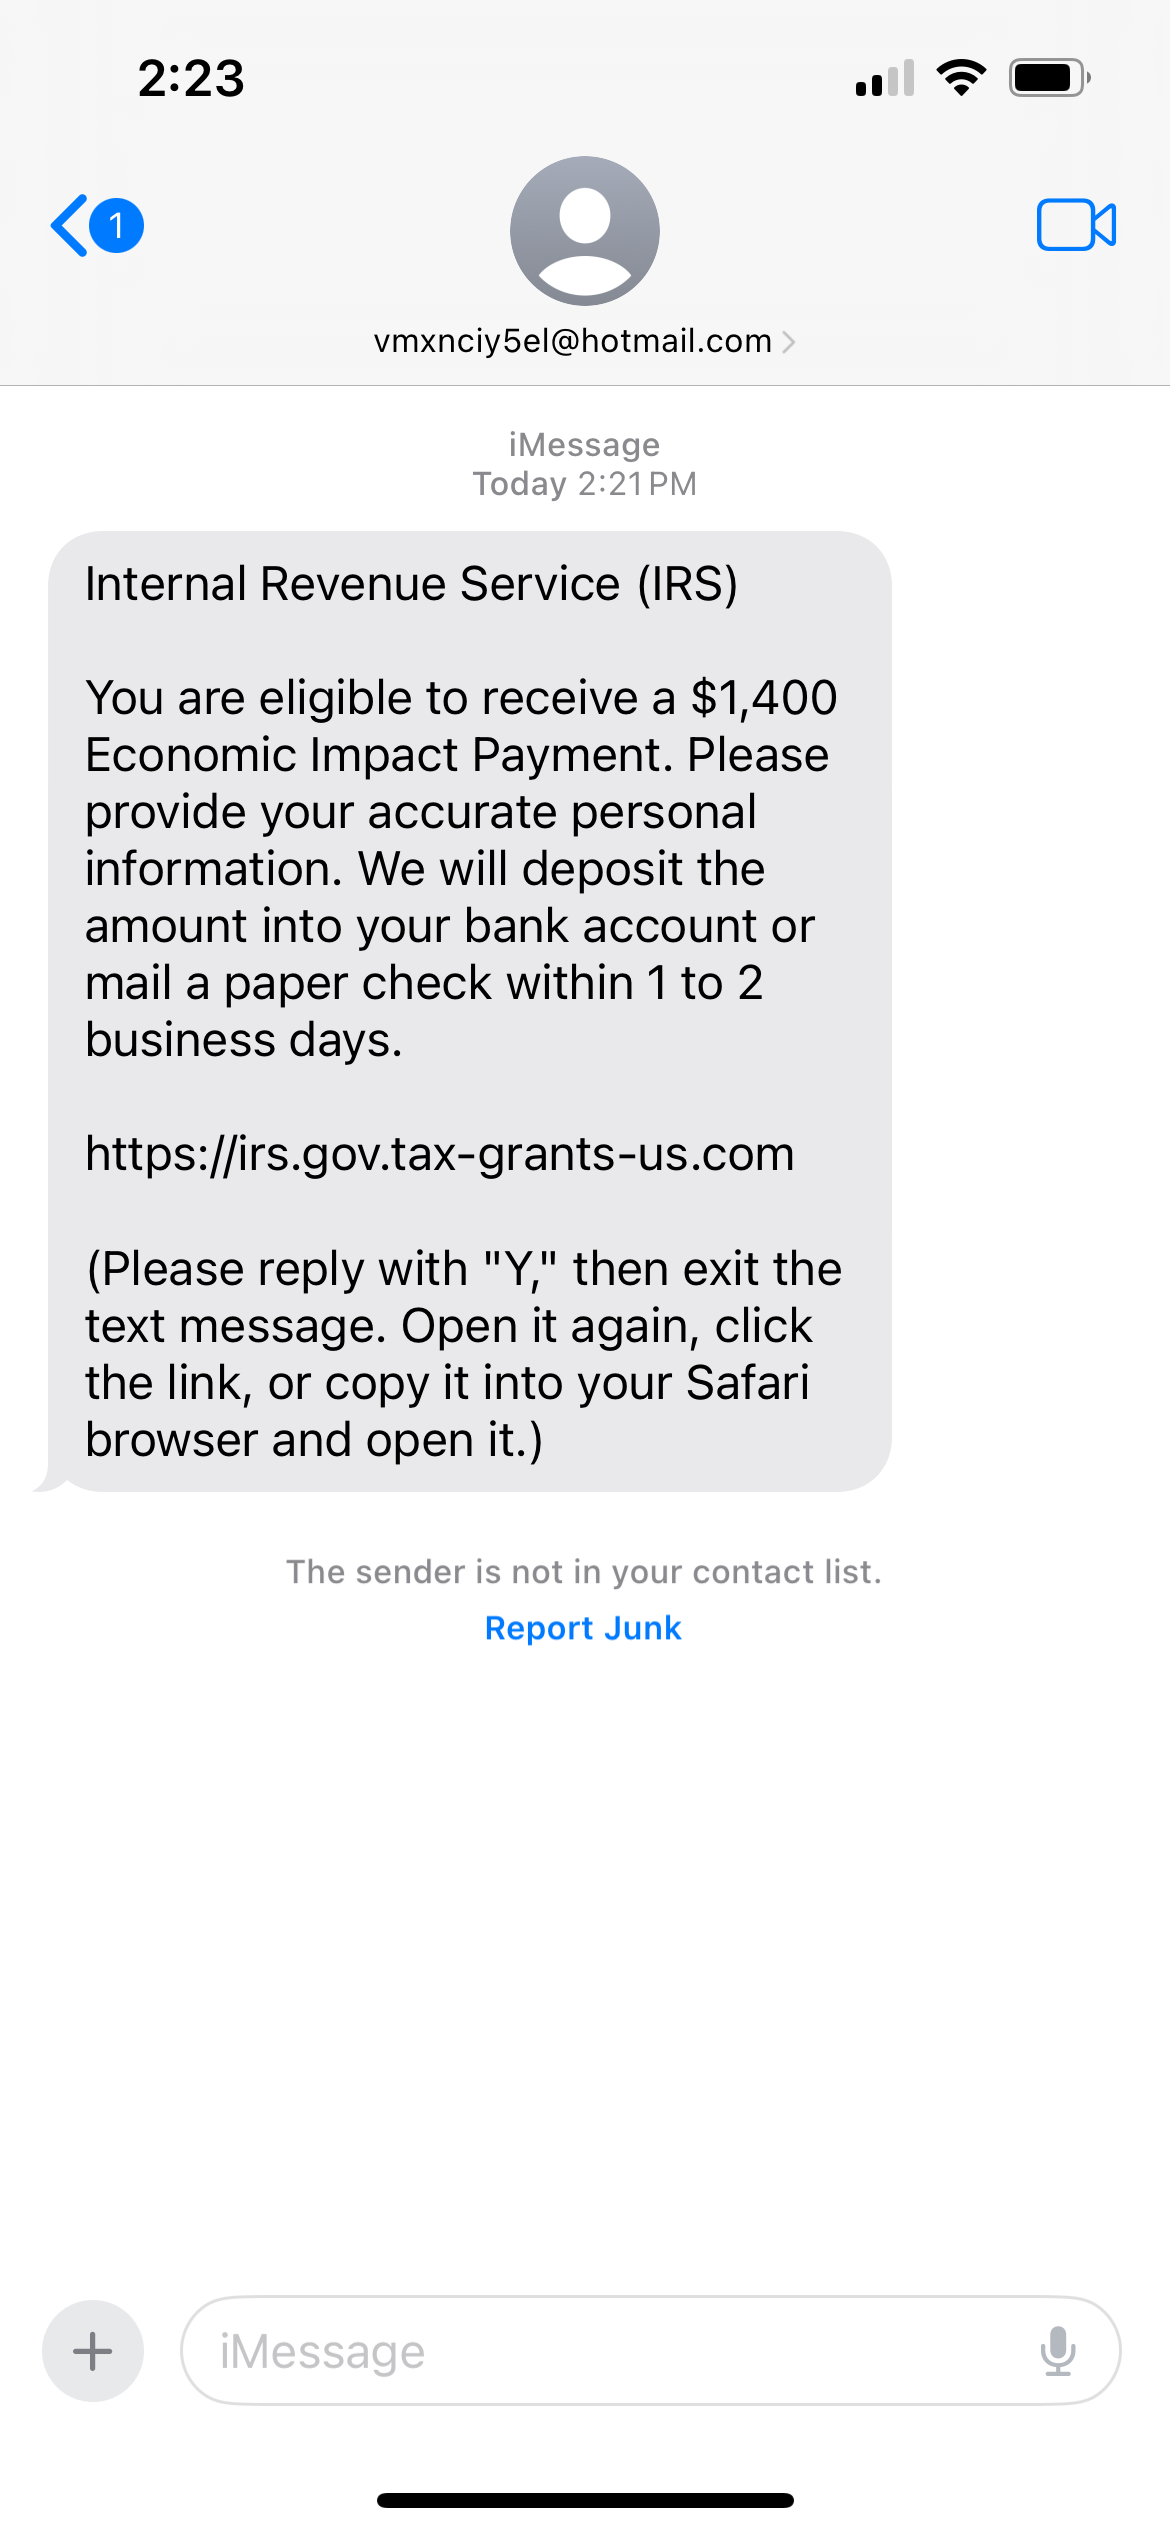 2:23
1
vmxnciy5el@hotmail.com
iMessage
Today 2:21 PM
Internal Revenue Service (IRS)
You are eligible to receive a $1,400
Economic Impact Payment. Please
provide your accurate personal
information. We will deposit the
amount into your bank account or
mail a paper check within 1 to 2
business days.
https://irs.gov.tax-grants-us.com
(Please reply with "Y," then exit the
text message. Open it again, click
the link, or copy it into your Safari
browser and open it.)
The sender is not in your contact list.
Report Junk
iMessage